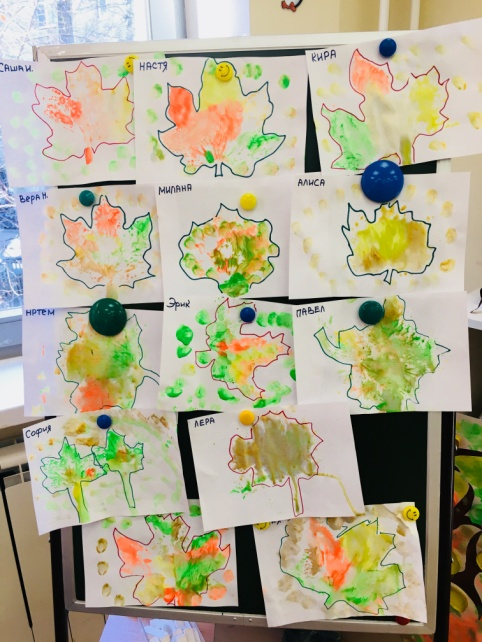 САША И.
НАСТЯ
КИРА
ВЕРА Н.
МИЛАНА
АЛИСА
АРТЕМ
ЭРИК
ПАВЕЛ
СОФИЯ
ЛЕРА